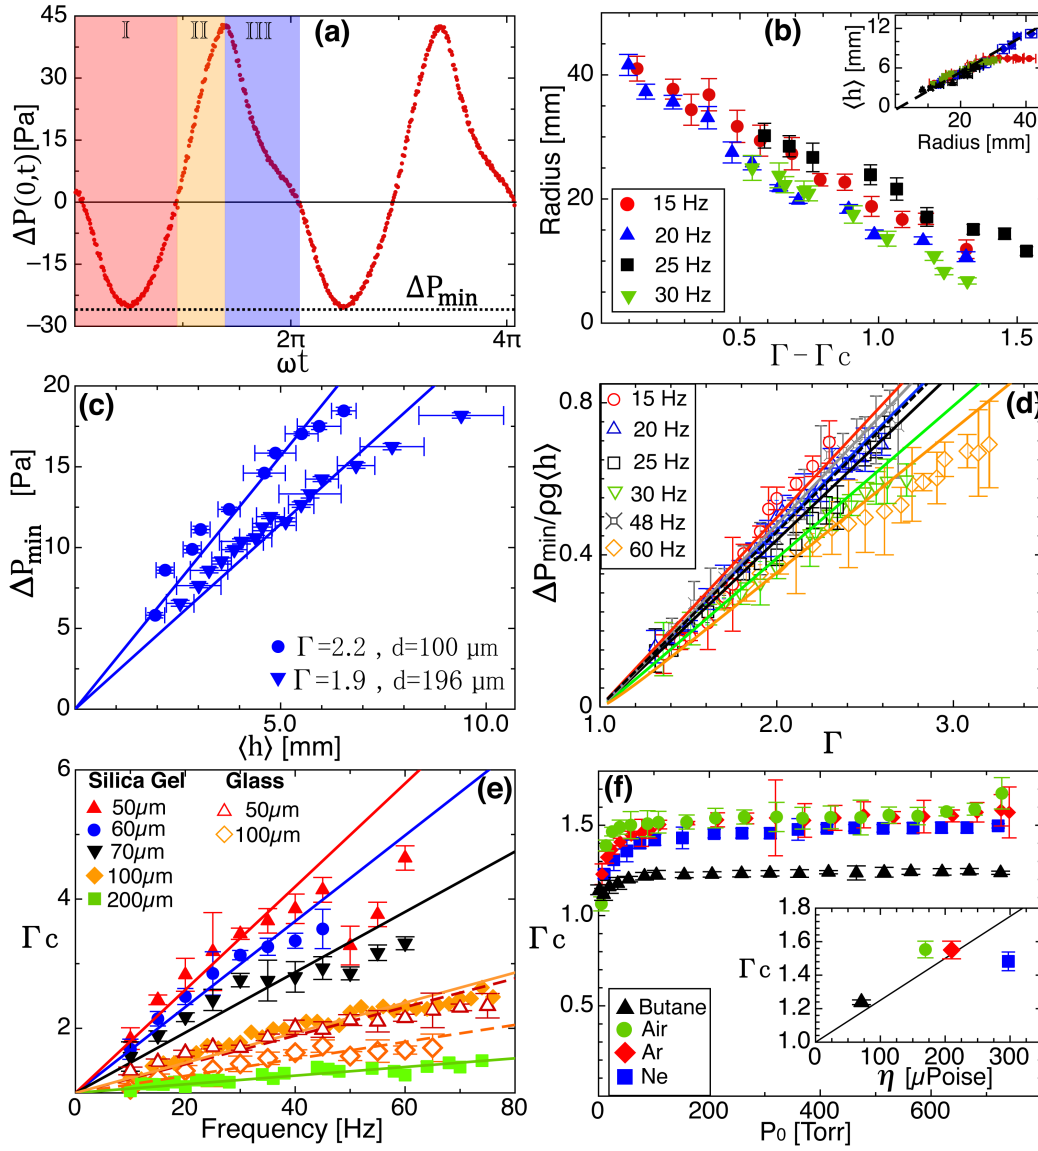 45
30
15
0
−15
−30
ΔP(0,t) [Pa]
I
II
III
(a)
ΔPmin
2π
4π
ωt
(b)
40
20
0
Radius [mm]
0.5
1.0
1.5
Γ − Γc
15 Hz
20 Hz
25 Hz
30 Hz
12
6
0
⟨h⟩ [mm]
0
20
40
Radius [mm]
(c)
20
15
10
5
0
ΔPmin [Pa]
5.0
10.0
⟨h⟩ [mm]
Γ=2.2 , d=100 µm
Γ=1.9 , d=196 µm
(d)
0.8
0.4
0
ΔPmin/ρg⟨h⟩
1.0
2.0
3.0
Γ
15 Hz
20 Hz
25 Hz
30 Hz
48 Hz
60 Hz
(e)
6
4
2
Γc
0
20
40
60
80
Frequency [Hz]
Silica Gel
50µm
60µm
70µm
100µm
200µm
Glass
50µm
100µm
(f)
1.5
1.0
0.5
Γc
0
200
400
600
P0 [Torr]
Butane
Air
Ar
Ne
1.8
1.6
1.4
1.2
1.0
Γc
0
100
200
300
η [µPoise]